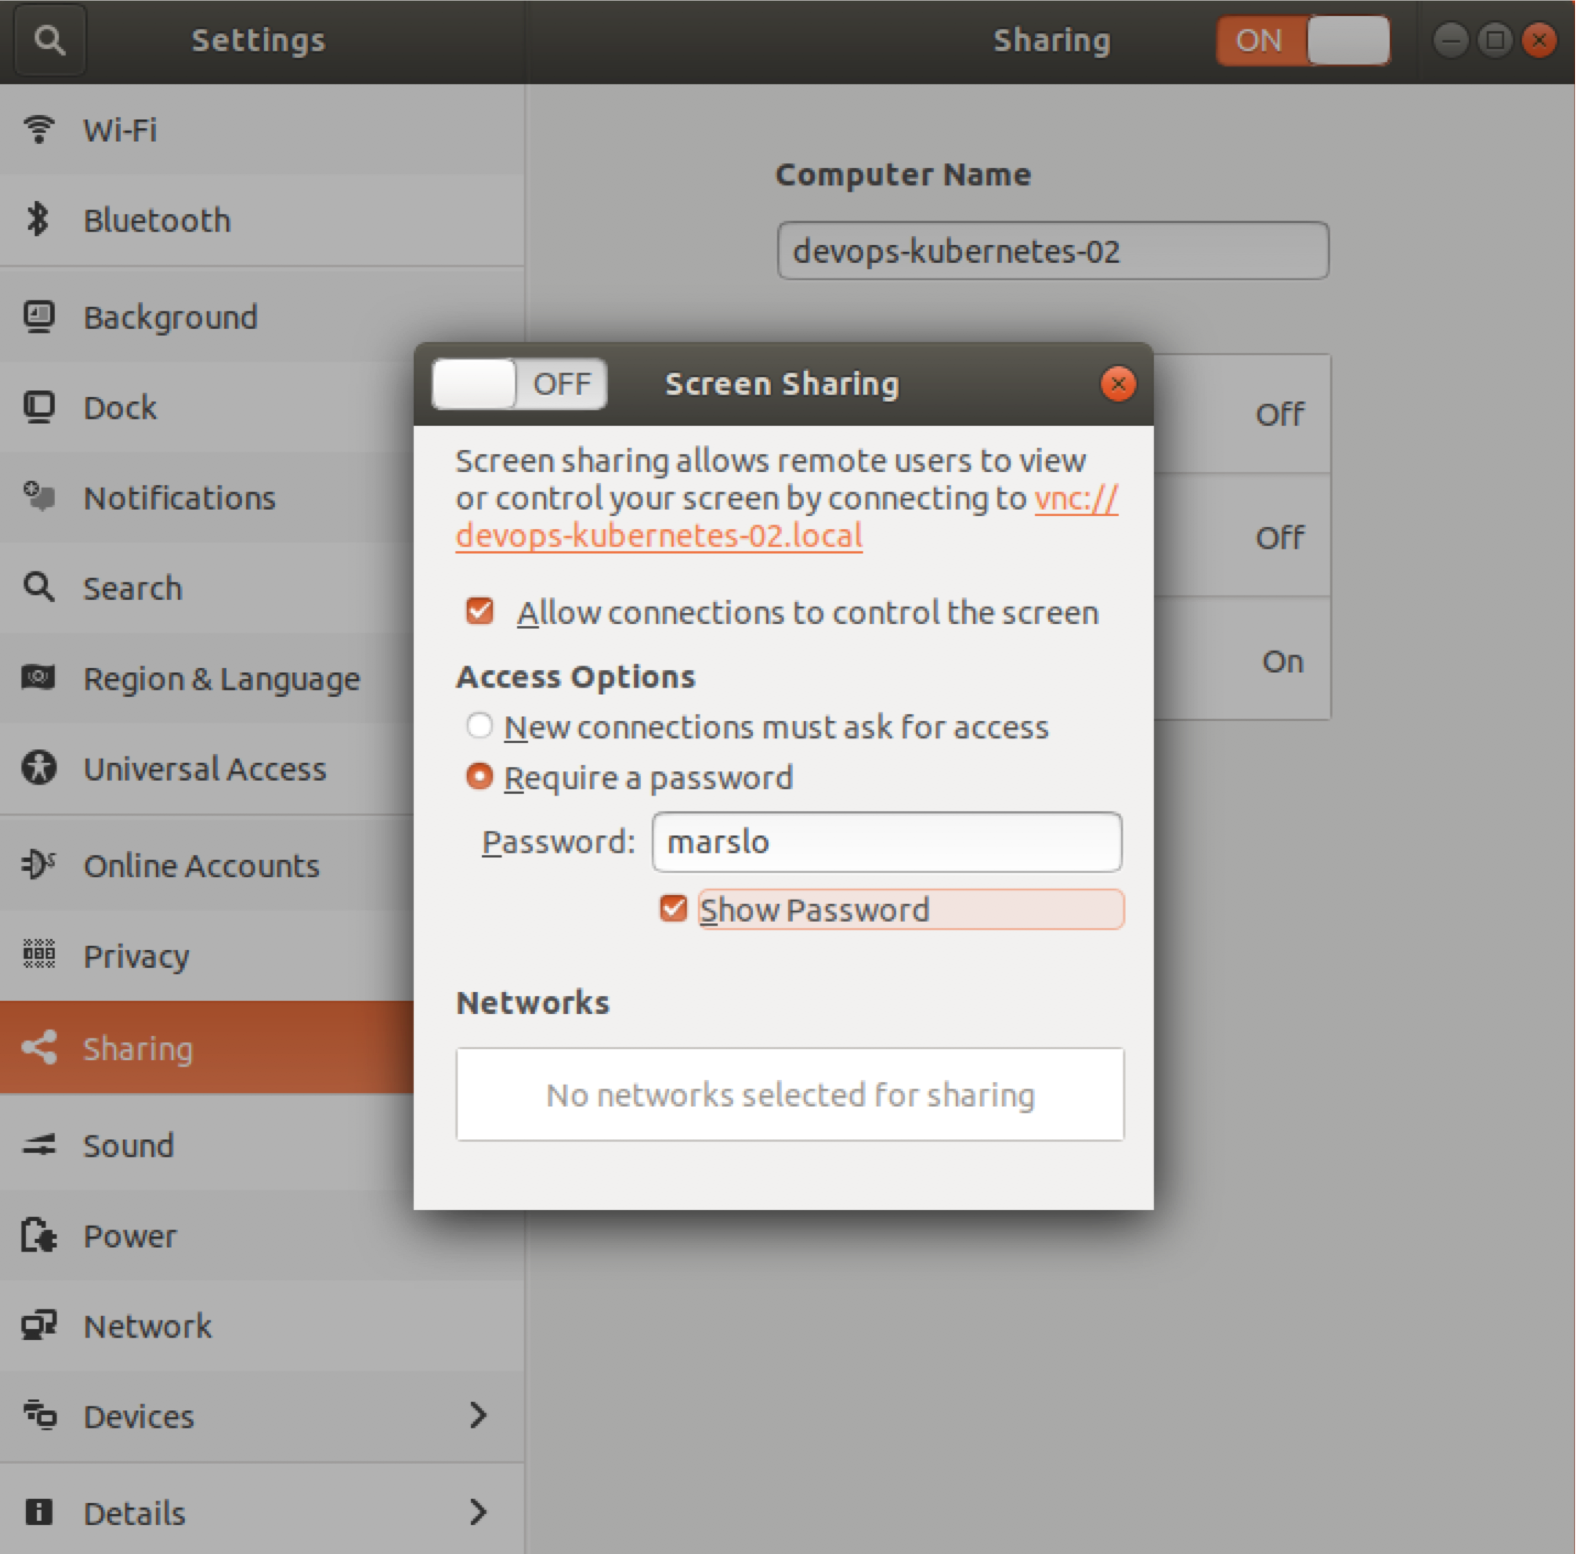 Settings
Sharing
ON
Wi-Fi
Bluetooth
Background
Dock
Notifications
Search
Region & Language
Universal Access
Online Accounts
Privacy
Sharing
Sound
Power
Network
Devices
Details
Computer Name
devops-kubernetes-02
Off
Off
On
OFF
Screen Sharing
Screen sharing allows remote users to view
or control your screen by connecting to vnc://
devops-kubernetes-02.local
Allow connections to control the screen
Access Options
New connections must ask for access
Require a password
Password: marslo
Show Password
Networks
No networks selected for sharing